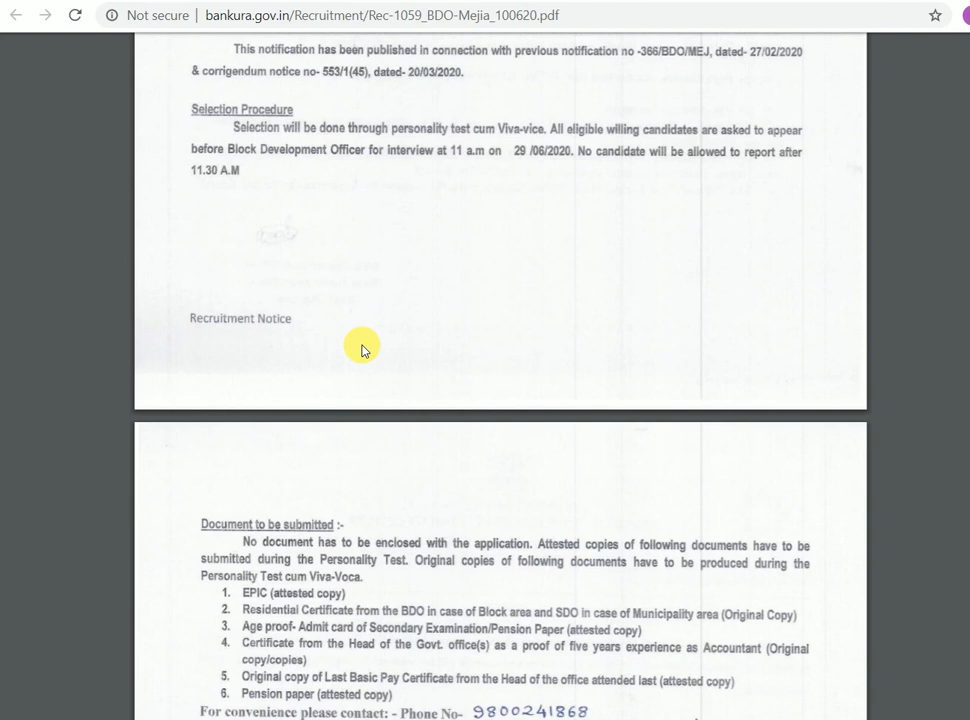 Not secure | bankura.gov.in/Recruitment/Rec-1059_BDO-Mejia_100620.pdf
This notification has been published in connection with previous notification no -366/BDO/MEJ, dated- 27/02/2020
& corrigendum notice no- 553/1(45), dated- 20/03/2020.
Selection Procedure
Selection will be done through personality test cum Viva-vice. All eligible willing candidates are asked to appear
before Block Development Officer for interview at 11 a.m on 29 /06/2020. No candidate will be allowed to report after
11.30 A.M
Recruitment Notice
Document to be submitted :-
No document has to be enclosed with the application. Attested copies of following documents have to be
submitted during the Personality Test. Original copies of following documents have to be produced during the
Personality Test cum Viva-Voca.
1. EPIC (attested copy)
2. Residential Certificate from the BDO in case of Block area and SDO in case of Municipality area (Original Copy)
3. Age proof- Admit card of Secondary Examination/Pension Paper (attested copy)
4. Certificate from the Head of the Govt. office(s) as a proof of five years experience as Accountant (Original
copy/copies)
5. Original copy of Last Basic Pay Certificate from the Head of the office attended last (attested copy)
6. Pension paper (attested copy)
For convenience please contact: - Phone No- 9800241868